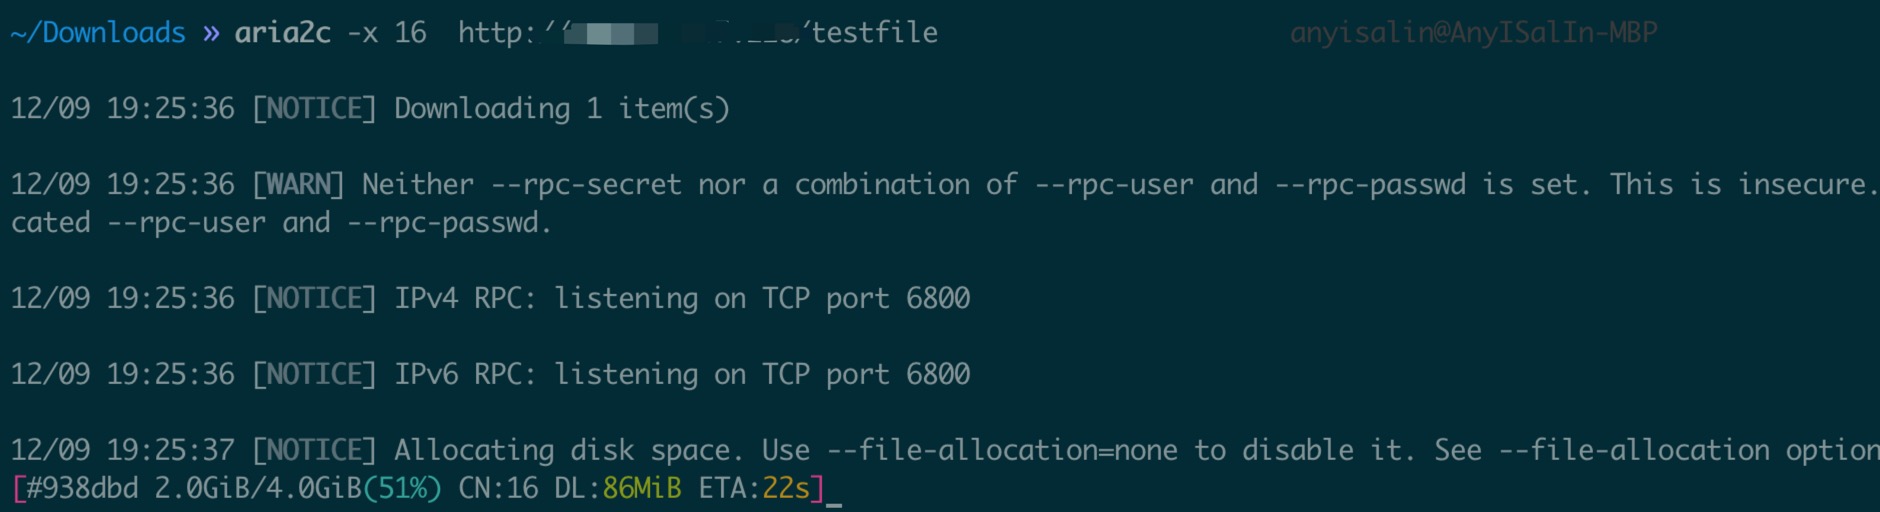 ~/Downloads » aria2c -x 16 http:// /testfile anyisalin@AnyISalIn-MBP
12/09 19:25:36 [NOTICE] Downloading 1 item(s)
12/09 19:25:36 [WARN] Neither --rpc-secret nor a combination of --rpc-user and --rpc-passwd is set. This is insecure.
cated --rpc-user and --rpc-passwd.
12/09 19:25:36 [NOTICE] IPv4 RPC: listening on TCP port 6800
12/09 19:25:36 [NOTICE] IPv6 RPC: listening on TCP port 6800
12/09 19:25:37 [NOTICE] Allocating disk space. Use --file-allocation=none to disable it. See --file-allocation option
[#938dbd 2.0GiB/4.0GiB(51%) CN:16 DL:86MiB ETA:22s]